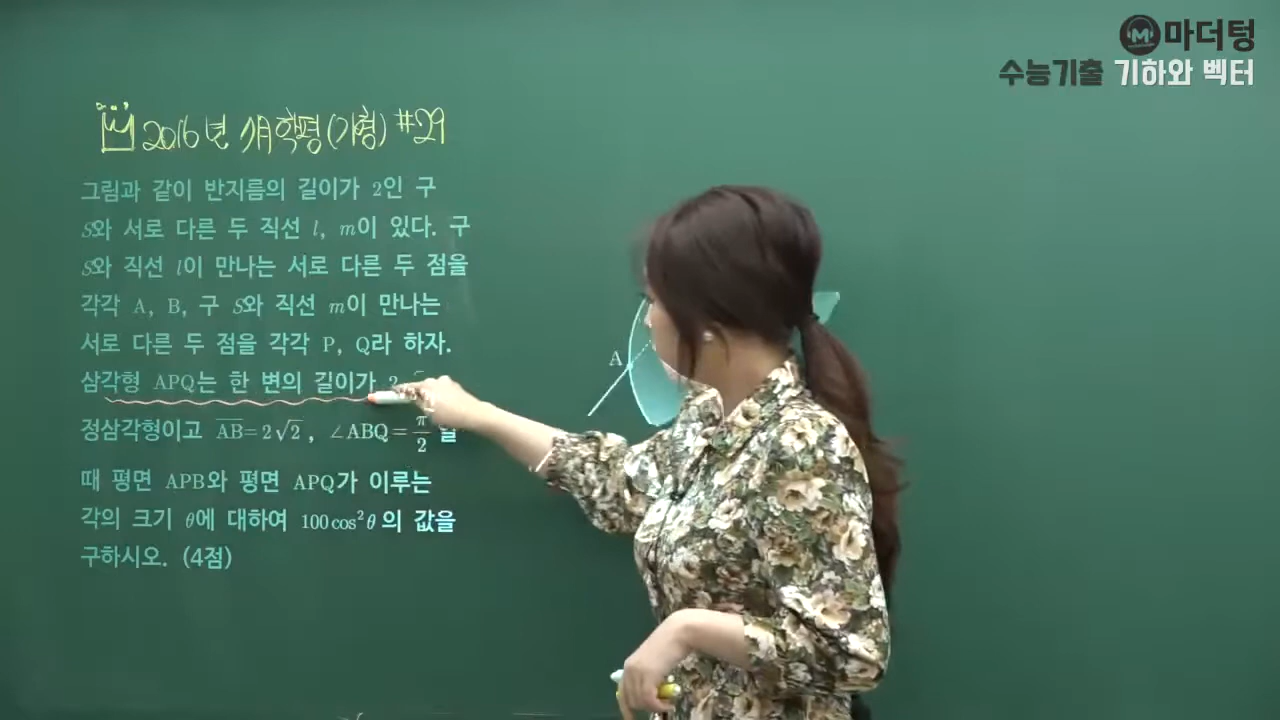 마더텅
수능기출 기하와 벡터
2016년 7月 학평(가형) #29
그림과 같이 반지름의 길이가 2인 구
S와 서로 다른 두 직선 l, m이 있다. 구
S와 직선 l이 만나는 서로 다른 두 점을
각각 A, B, 구 S와 직선 m이 만나는
서로 다른 두 점을 각각 P, Q라 하자.
삼각형 APQ는 한 변의 길이가
정삼각형이고 AB=2√2, ∠ABQ=π/2 일
때 평면 APB와 평면 APQ가 이루는
각의 크기 θ에 대하여 100cos²θ의 값을
구하시오. (4점)
A